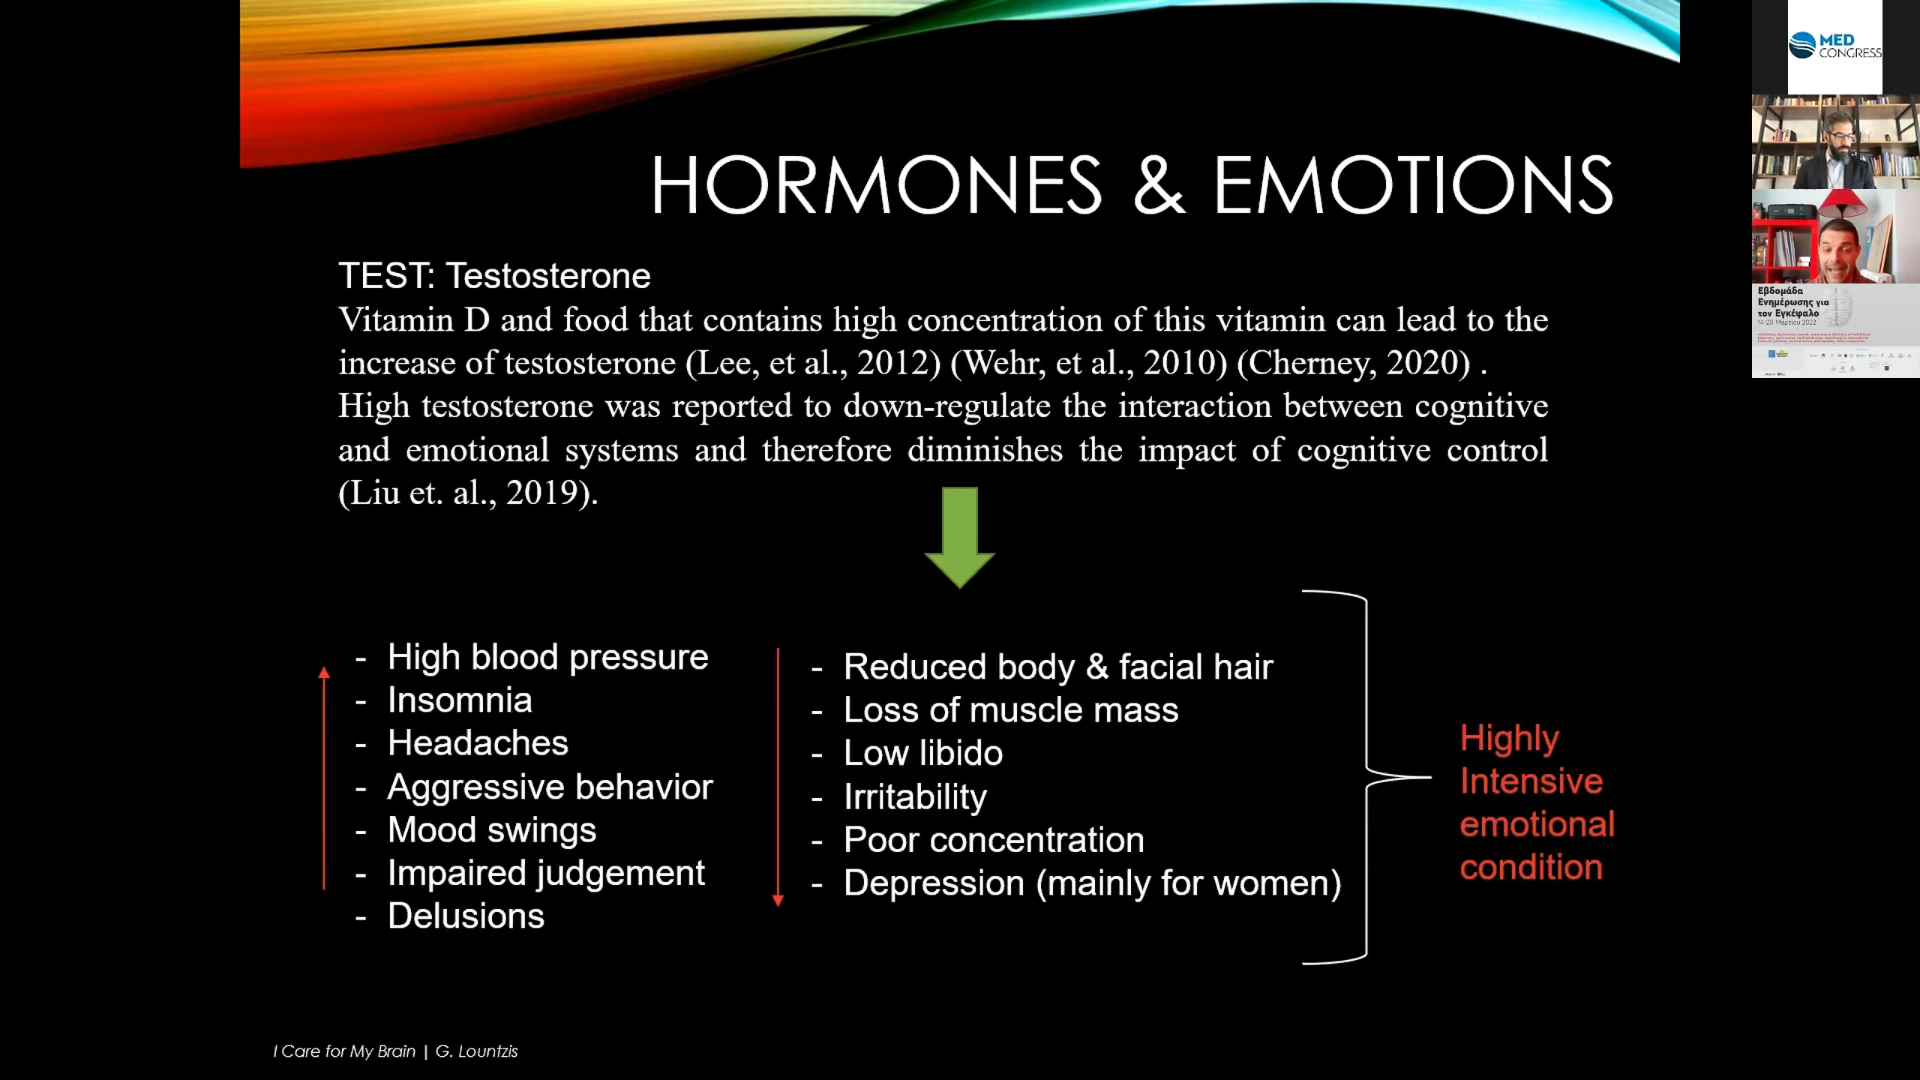 HORMONES & EMOTIONS
TEST: Testosterone
Vitamin D and food that contains high concentration of this vitamin can lead to the
increase of testosterone (Lee, et al., 2012) (Wehr, et al., 2010) (Cherney, 2020) .
High testosterone was reported to down-regulate the interaction between cognitive
and emotional systems and therefore diminishes the impact of cognitive control
(Liu et. al., 2019).
- High blood pressure
- Insomnia
- Headaches
- Aggressive behavior
- Mood swings
- Impaired judgement
- Delusions
- Reduced body & facial hair
- Loss of muscle mass
- Low libido
- Irritability
- Poor concentration
- Depression (mainly for women)
Highly
Intensive
emotional
condition
I Care for My Brain | G. Lountzis
MED
CONGRESS
Εβδομάδα
Ενημέρωσης για
τον Εγκέφαλο
14-20 Μαρτίου 2022